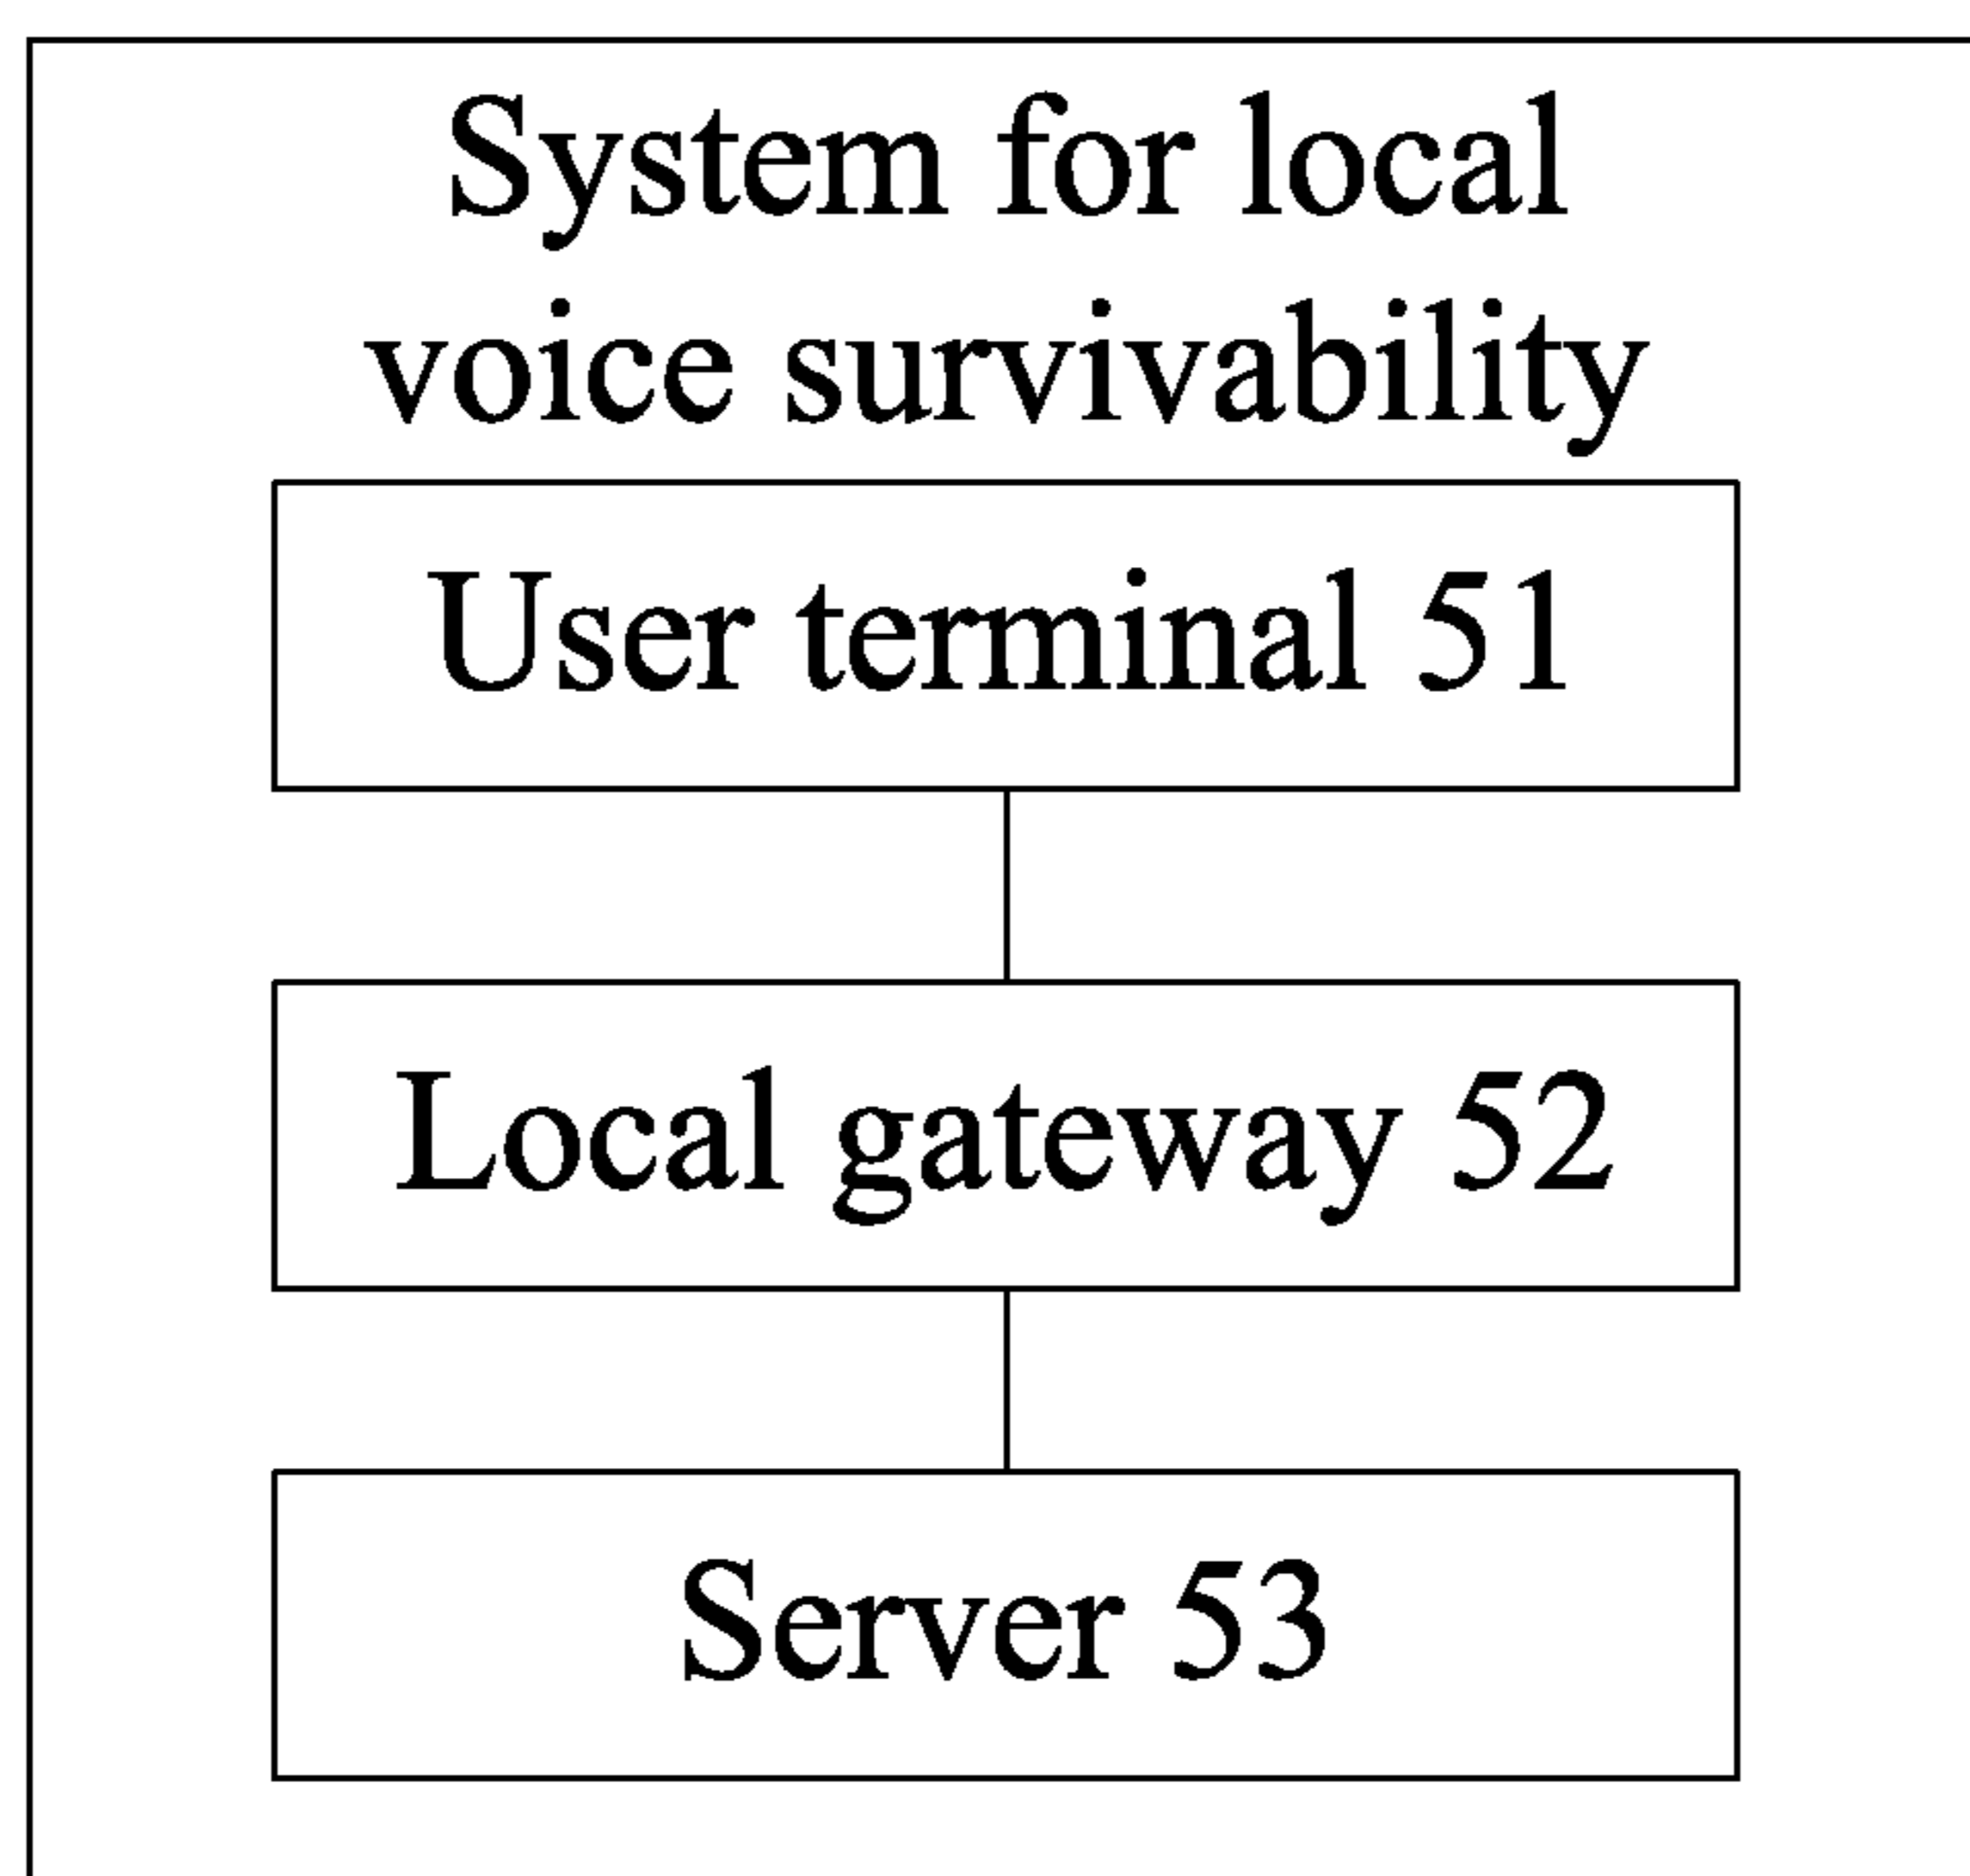 System for local
voice survivability
User terminal 51
Local gateway 52
Server 53